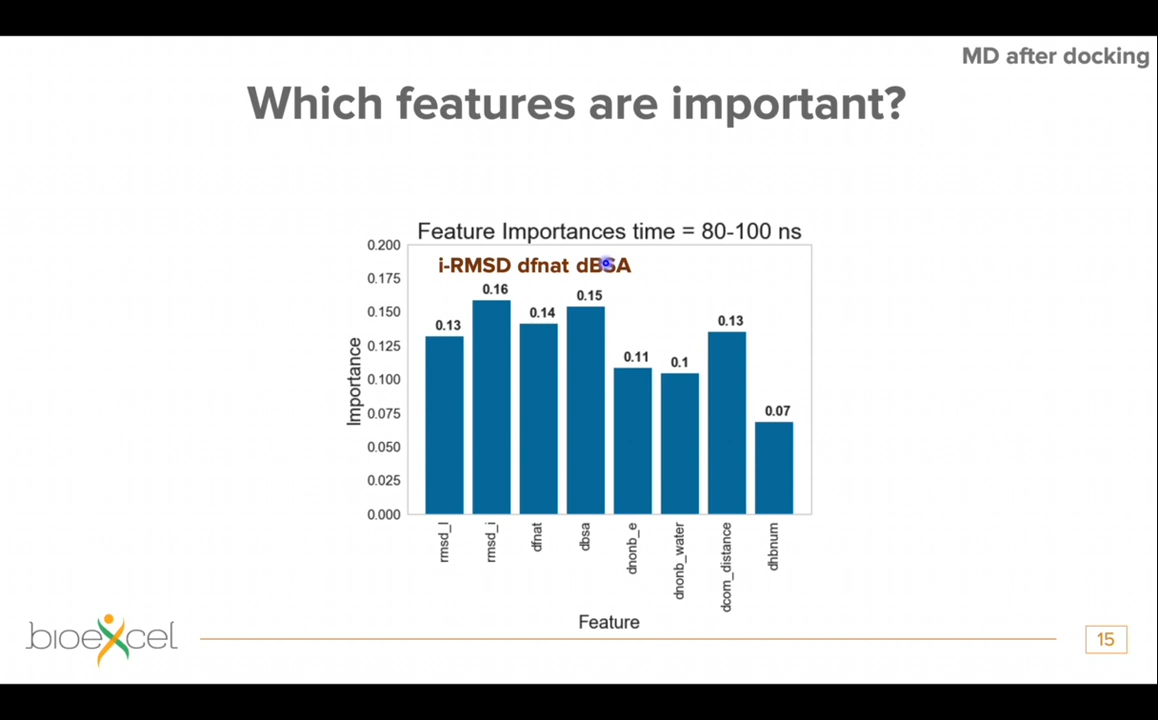 MD after docking
Which features are important?
Feature Importances time = 80-100 ns
i-RMSD dfnat dBSA
0.200
0.175
0.150
0.125
0.100
0.075
0.050
0.025
0.000
Importance
0.13
0.16
0.14
0.15
0.11
0.1
0.13
0.07
rmsd_l
rmsd_i
dfnat
dbsa
dnonb_e
dnonb_water
dcom_distance
dhbnum
Feature
bioexcel
15